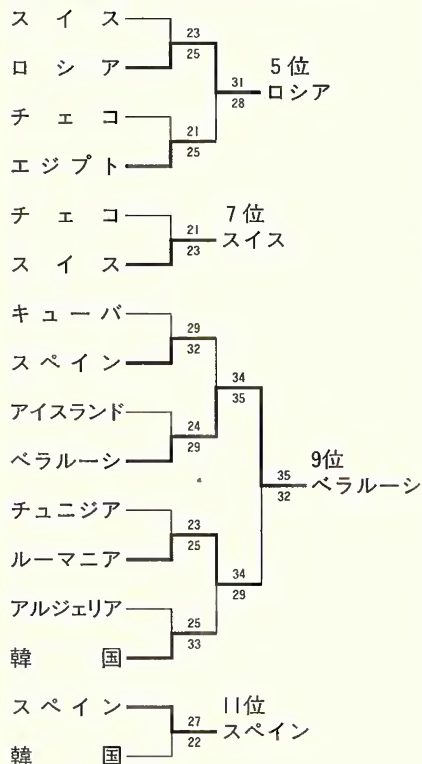 スイス
23
25
ロシア
31
28
5位
ロシア
チェコ
21
25
エジプト
チェコ
21
23
7位
スイス
スイス
キューバ
29
32
スペイン
34
35
アイスランド
24
29
ベラルーシ
35
32
9位
ベラルーシ
チュニジア
23
25
ルーマニア
34
29
アルジェリア
25
33
韓国
スペイン
27
22
11位
スペイン
韓国